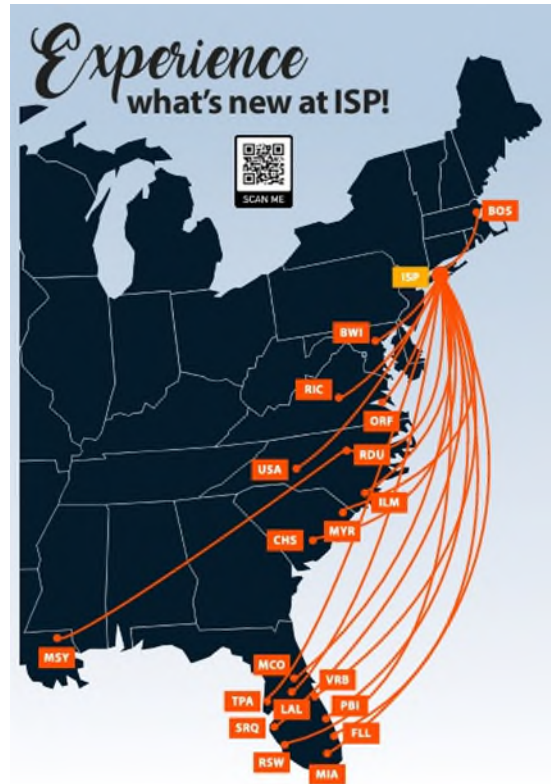 Experience
what's new at ISP!
SCAN ME
BOS
ISP
BWI
RIC
ORF
RDU
USA
ILM
MYR
CHS
MSY
MCO
VRB
TPA
LAL
PBI
SRQ
FLL
RSW
MIA